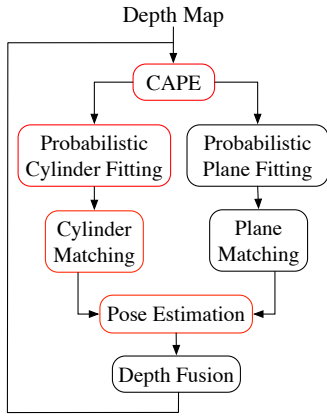 Depth Map
CAPE
Probabilistic
Cylinder Fitting
Probabilistic
Plane Fitting
Cylinder
Matching
Plane
Matching
Pose Estimation
Depth Fusion